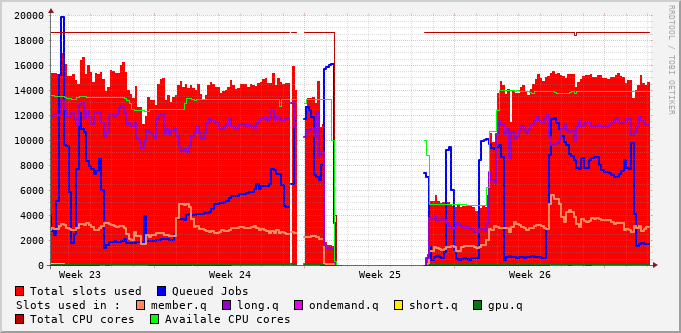 20000
18000
16000
14000
12000
10000
8000
6000
4000
2000
0
Week 23 Week 24 Week 25 Week 26
RRDTOOL / TOBI OETIKER
Total slots used Queued Jobs
Slots used in : member.q long.q ondemand.q short.q gpu.q
Total CPU cores Availale CPU cores